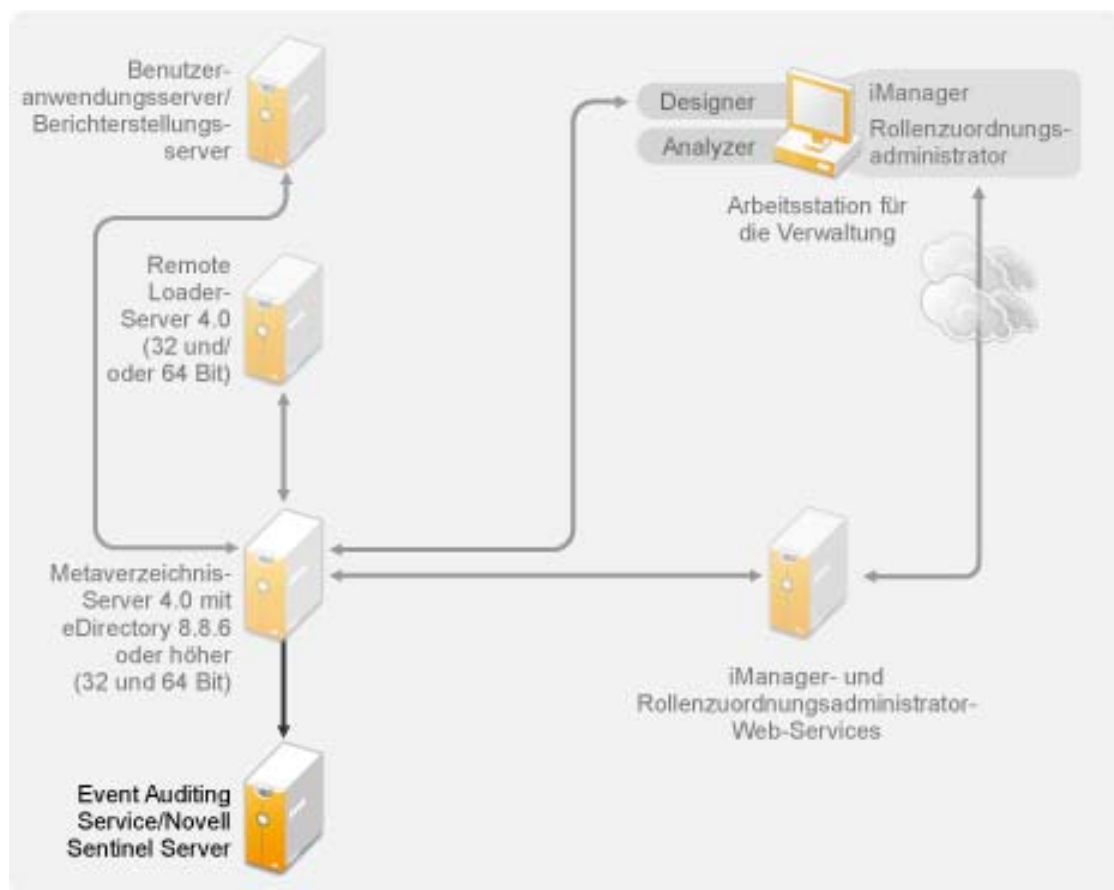 Benutzer-
anwendungsserver/
Berichterstellungs-
server
Designer
Analyzer
iManager
Rollenzuordnungs-
administrator
Arbeitsstation für
die Verwaltung
Remote
Loader-
Server 4.0
(32 und/
oder 64 Bit)
Metaverzeichnis-
Server 4.0 mit
eDirectory 8.8.6
oder höher
(32 und 64 Bit)
iManager- und
Rollenzuordnungsadministrator-
Web-Services
Event Auditing
Service/Novell
Sentinel Server